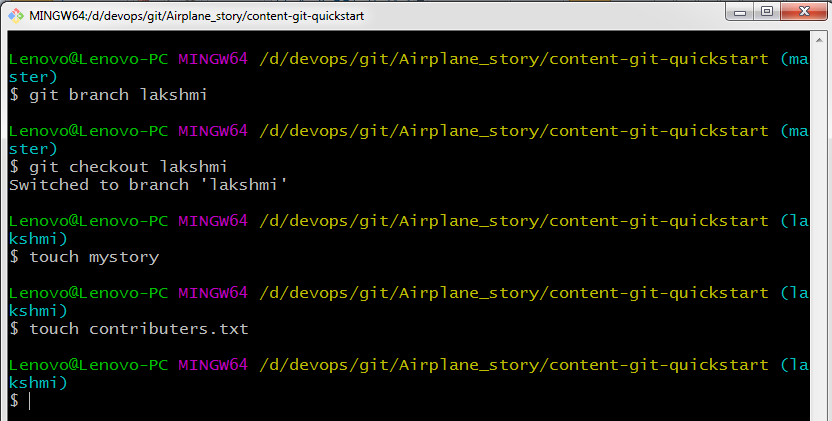 MINGW64:/d/devops/git/Airplane_story/content-git-quickstart
Lenovo@Lenovo-PC MINGW64 /d/devops/git/Airplane_story/content-git-quickstart (ma
ster)
$ git branch lakshmi
Lenovo@Lenovo-PC MINGW64 /d/devops/git/Airplane_story/content-git-quickstart (ma
ster)
$ git checkout lakshmi
Switched to branch 'lakshmi'
Lenovo@Lenovo-PC MINGW64 /d/devops/git/Airplane_story/content-git-quickstart (la
kshmi)
$ touch mystory
Lenovo@Lenovo-PC MINGW64 /d/devops/git/Airplane_story/content-git-quickstart (la
kshmi)
$ touch contributers.txt
Lenovo@Lenovo-PC MINGW64 /d/devops/git/Airplane_story/content-git-quickstart (la
kshmi)
$